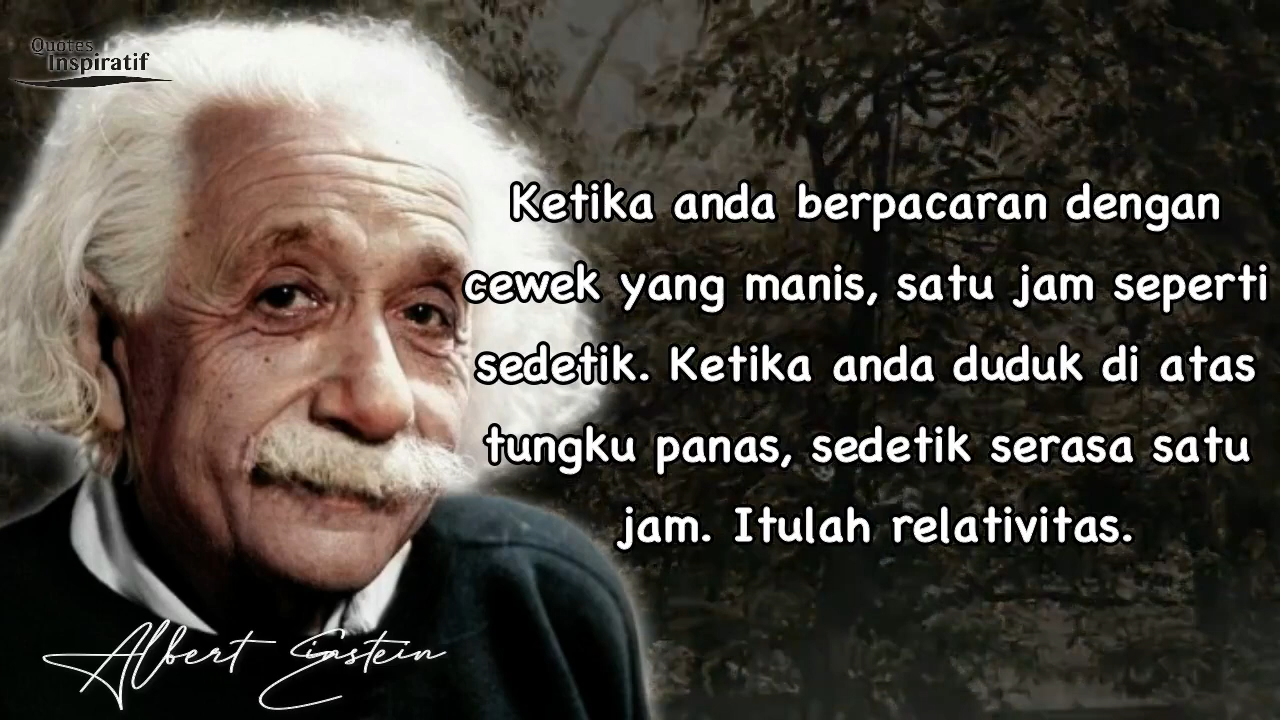 Quotes
Inspiratif
Ketika anda berpacaran dengan
cewek yang manis, satu jam seperti
sedetik. Ketika anda duduk di atas
tungku panas, sedetik serasa satu
jam. Itulah relativitas.
Albert Einstein